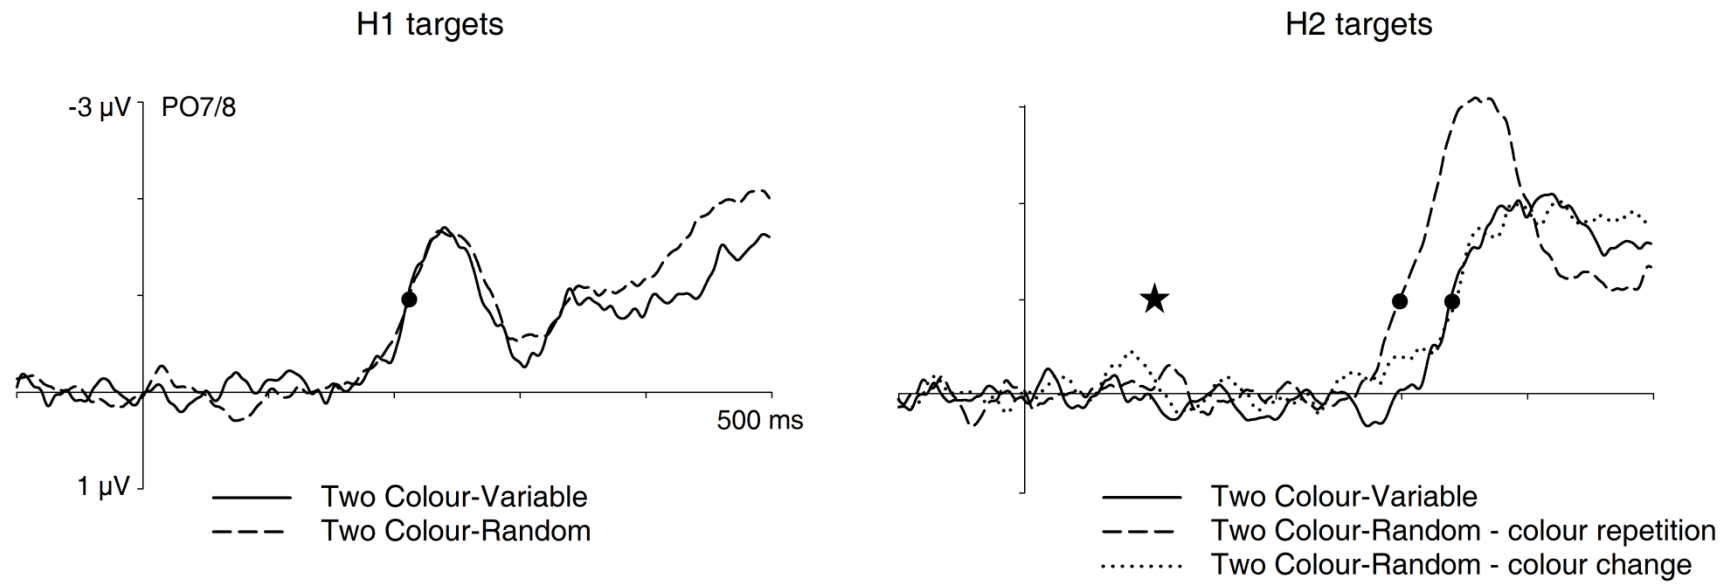 H1 targets
H2 targets
-3 µV
PO7/8
500 ms
1 µV
Two Colour-Variable
Two Colour-Random
Two Colour-Variable
Two Colour-Random - colour repetition
Two Colour-Random - colour change